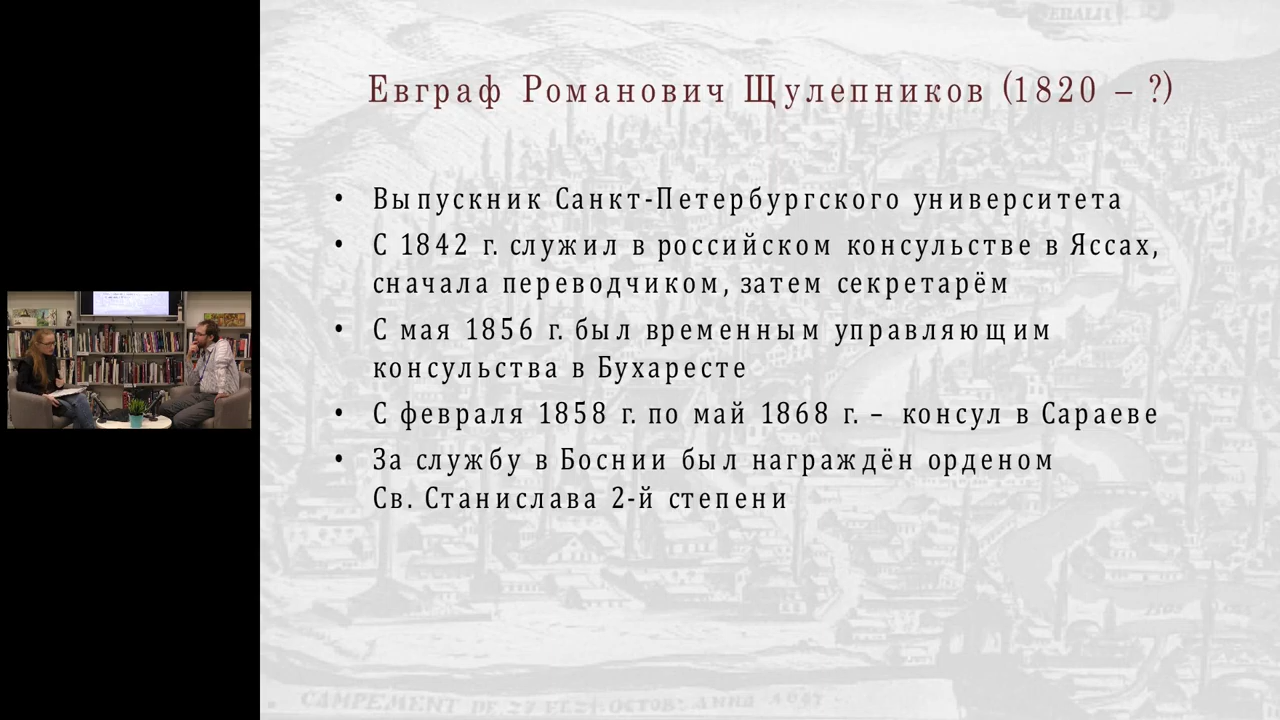 Евграф Романович Щулепников (1820 – ?)
• Выпускник Санкт-Петербургского университета
• С 1842 г. служил в российском консульстве в Яссах,
сначала переводчиком, затем секретарём
• С мая 1856 г. был временным управляющим
консульства в Бухаресте
• С февраля 1858 г. по май 1868 г. – консул в Сараеве
• За службу в Боснии был награждён орденом
Св. Станислава 2-й степени
CAMPEMENT DE